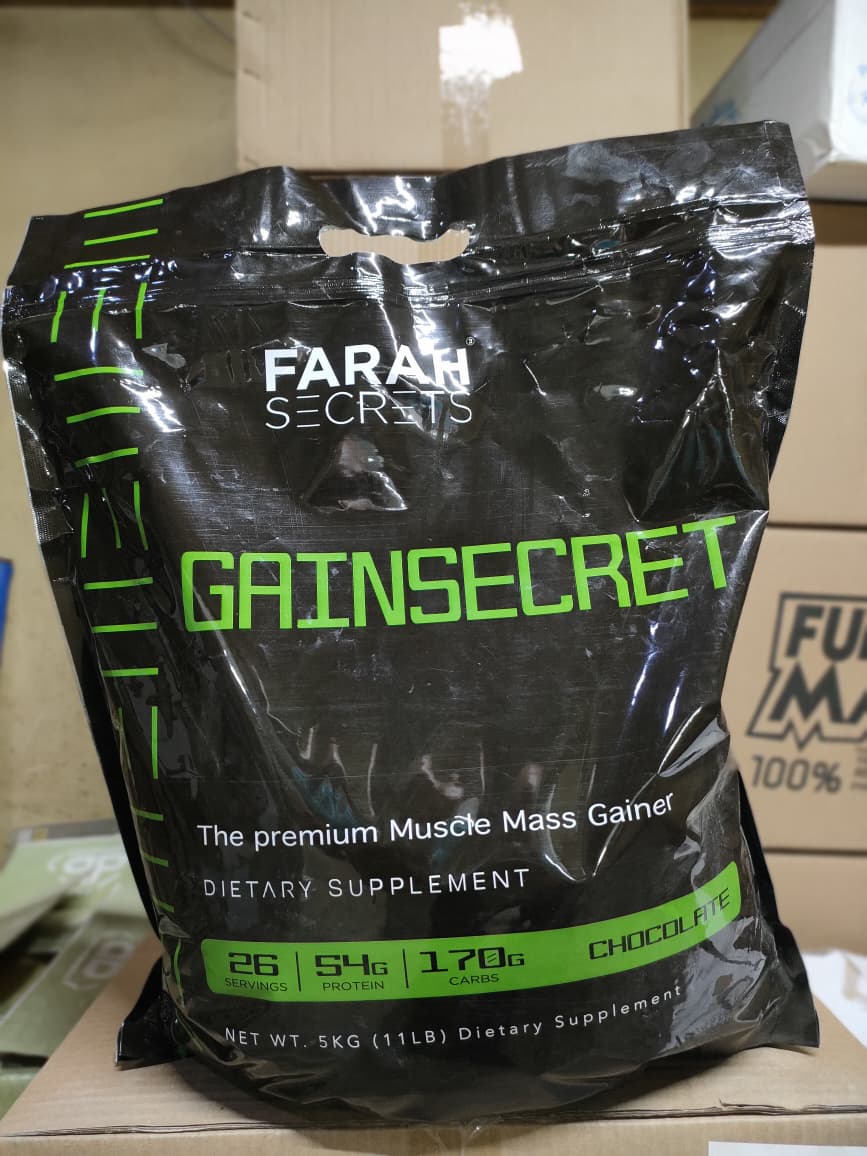 FARAH®
SECRETS
GAINSECRET
The premium Muscle Mass Gainer
DIETARY SUPPLEMENT
26 SERVINGS | 54G PROTEIN | 170G CARBS
CHOCOLATE
NET WT. 5KG (11LB) Dietary Supplement
100%